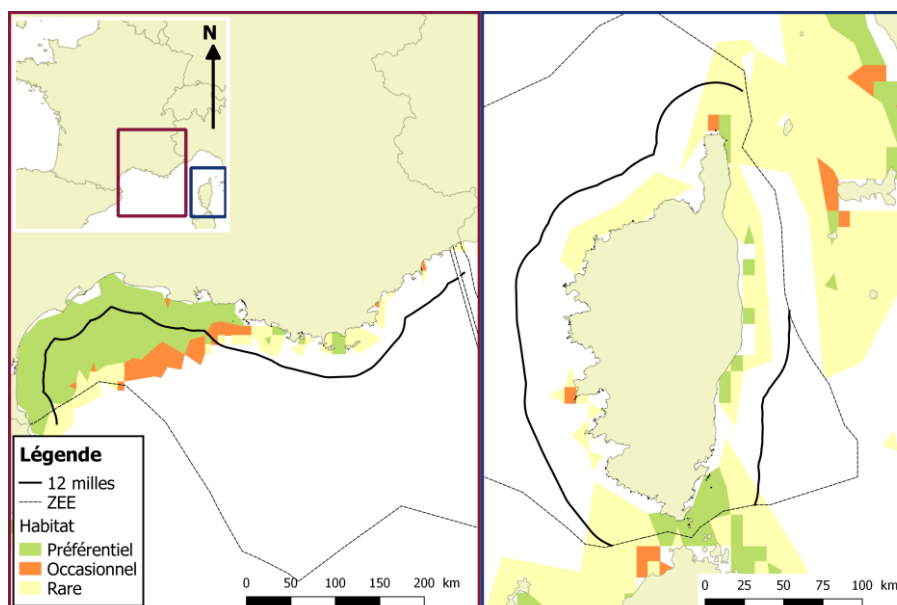 N
Légende
12 milles
ZEE
Habitat
Préférentiel
Occasionnel
Rare
0 50 100 150 200 km
0 25 50 75 100 km